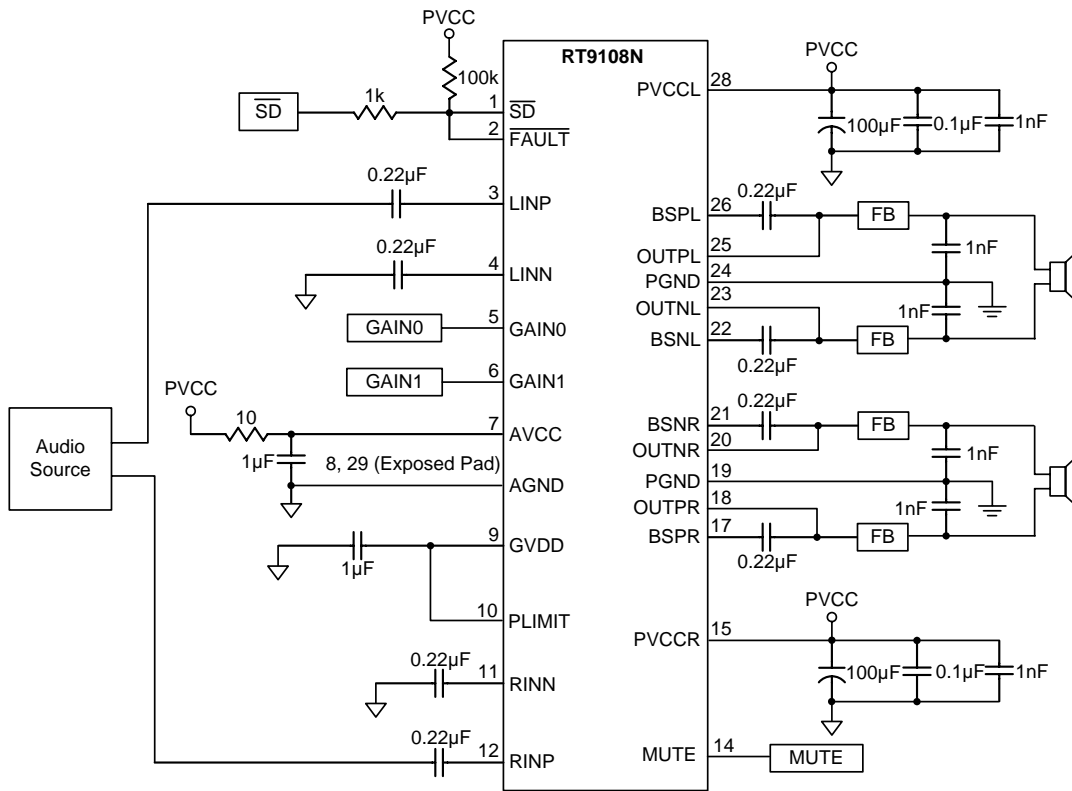 PVCC
RT9108N
PVCC
100k
1k
SD
1
SD
2
FAULT
28
PVCCL
100µF
0.1µF
1nF
0.22µF
3
LINP
0.22µF
26
BSPL
FB
1nF
25
OUTPL
0.22µF
4
LINN
24
PGND
23
OUTNL
1nF
GAIN0
5
GAIN0
22
BSNL
FB
0.22µF
GAIN1
6
GAIN1
PVCC
10
7
AVCC
0.22µF
21
BSNR
FB
1nF
20
OUTNR
Audio
Source
1µF
8, 29 (Exposed Pad)
AGND
19
PGND
18
OUTPR
1nF
17
BSPR
FB
0.22µF
9
GVDD
1µF
10
PLIMIT
PVCC
15
PVCCR
100µF
0.1µF
1nF
0.22µF
11
RINN
0.22µF
12
RINP
14
MUTE
MUTE